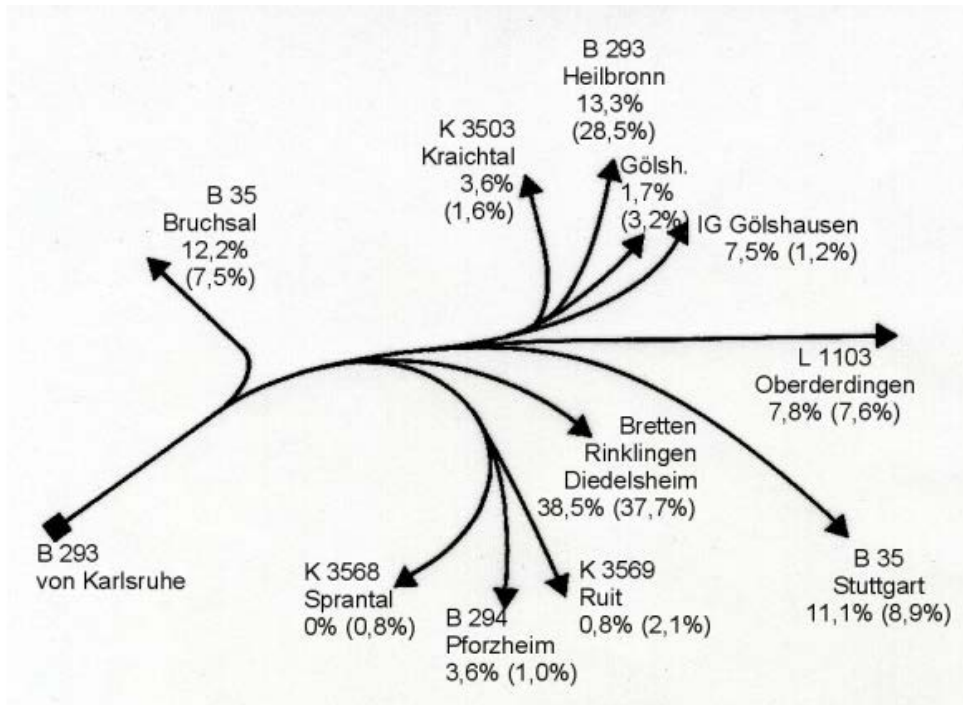 B 293
Heilbronn
13,3%
(28,5%)
K 3503
Kraichtal
3,6%
(1,6%)
Gölsh.
1,7%
(3,2%)
IG Gölshausen
7,5% (1,2%)
B 35
Bruchsal
12,2%
(7,5%)
L 1103
Oberderdingen
7,8% (7,6%)
Bretten
Rinklingen
Diedelsheim
38,5% (37,7%)
B 293
von Karlsruhe
K 3568
Sprantal
0% (0,8%)
B 294
Pforzheim
3,6% (1,0%)
K 3569
Ruit
0,8% (2,1%)
B 35
Stuttgart
11,1% (8,9%)